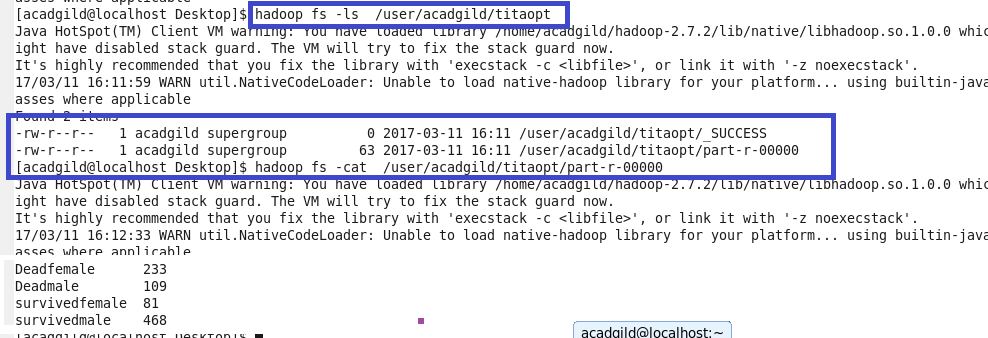 asses where applicable
[acadgild@localhost Desktop]$ hadoop fs -ls  /user/acadgild/titaopt
Java HotSpot(TM) Client VM warning: You have loaded library /home/acadgild/hadoop-2.7.2/lib/native/libhadoop.so.1.0.0 whic
ight have disabled stack guard. The VM will try to fix the stack guard now.
It's highly recommended that you fix the library with 'execstack -c <libfile>', or link it with '-z noexecstack'.
17/03/11 16:11:59 WARN util.NativeCodeLoader: Unable to load native-hadoop library for your platform... using builtin-java
asses where applicable
Found 2 items
-rw-r--r--   1 acadgild supergroup          0 2017-03-11 16:11 /user/acadgild/titaopt/_SUCCESS
-rw-r--r--   1 acadgild supergroup         63 2017-03-11 16:11 /user/acadgild/titaopt/part-r-00000
[acadgild@localhost Desktop]$ hadoop fs -cat  /user/acadgild/titaopt/part-r-00000
Java HotSpot(TM) Client VM warning: You have loaded library /home/acadgild/hadoop-2.7.2/lib/native/libhadoop.so.1.0.0 whic
ight have disabled stack guard. The VM will try to fix the stack guard now.
It's highly recommended that you fix the library with 'execstack -c <libfile>', or link it with '-z noexecstack'.
17/03/11 16:12:33 WARN util.NativeCodeLoader: Unable to load native-hadoop library for your platform... using builtin-java
asses where applicable
Deadfemale      233
Deadmale        109
survivedfemale  81
survivedmale    468
[acadgild@localhost Desktop]$
acadgild@localhost:~